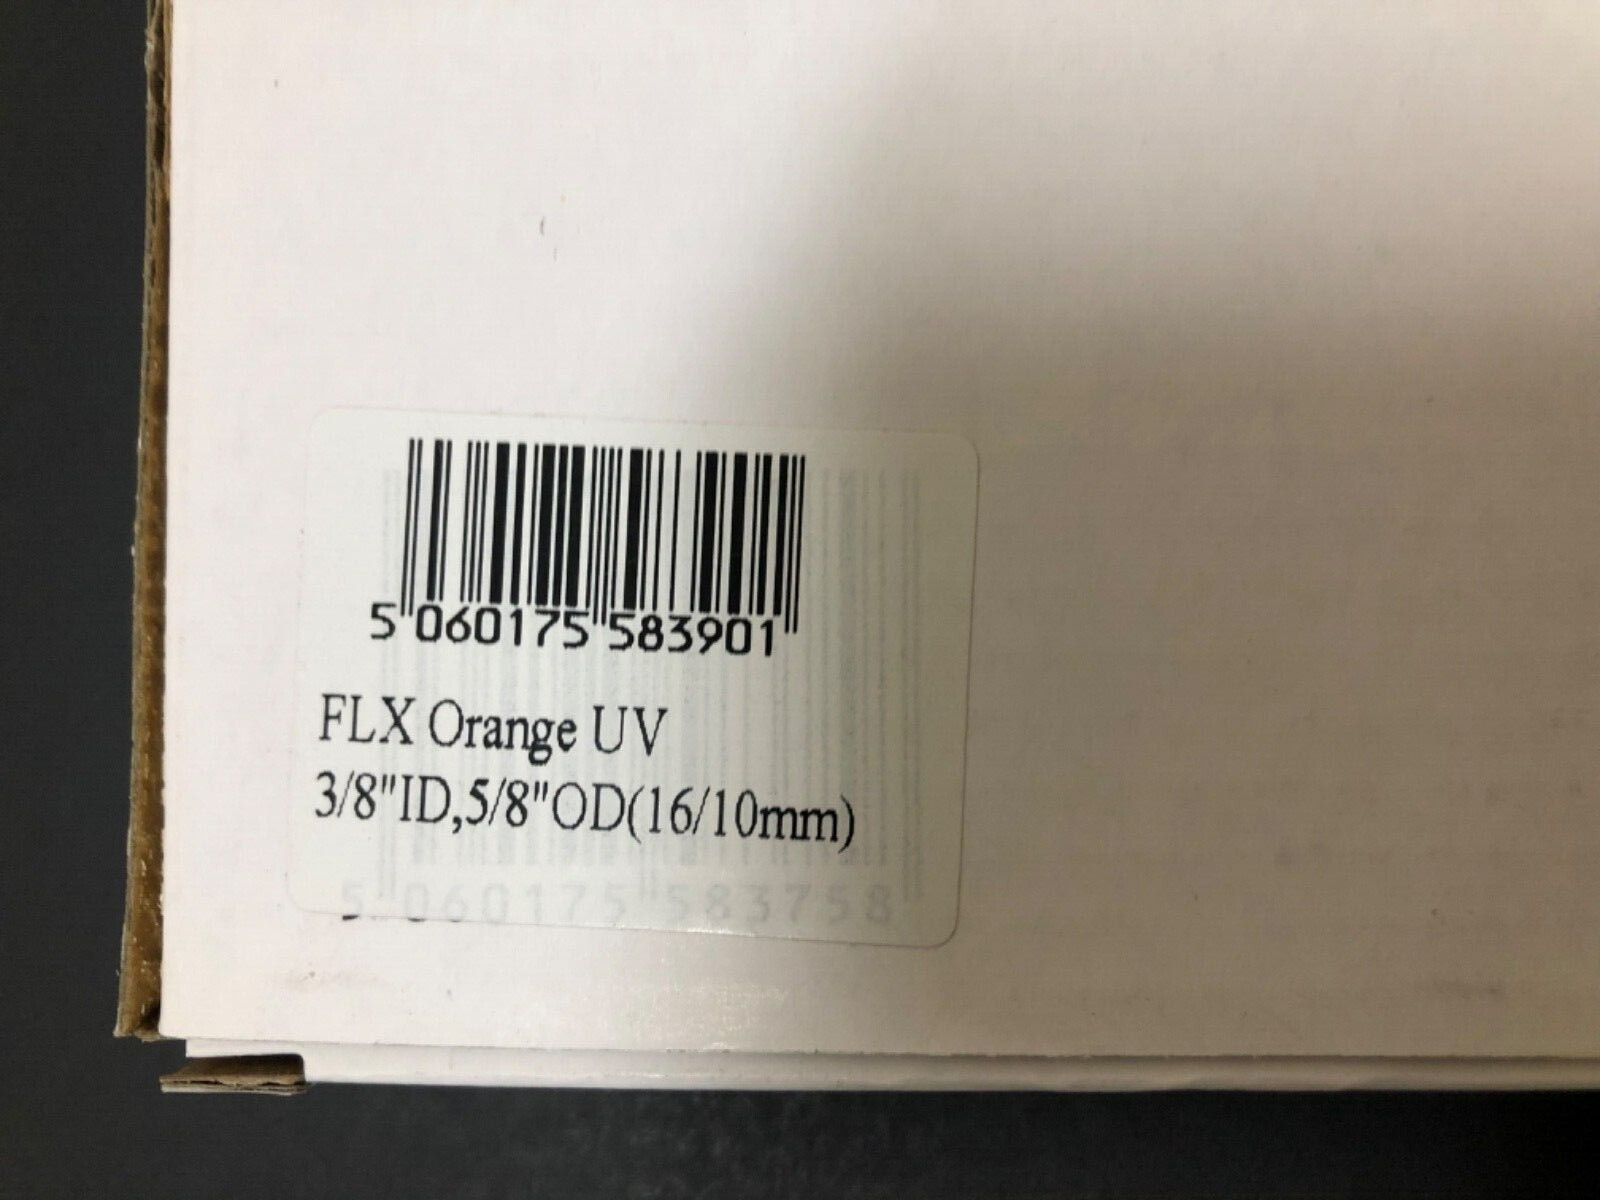 5 060175 583901
FLX Orange UV
3/8"ID,5/8"OD(16/10mm)
5 060175 583758